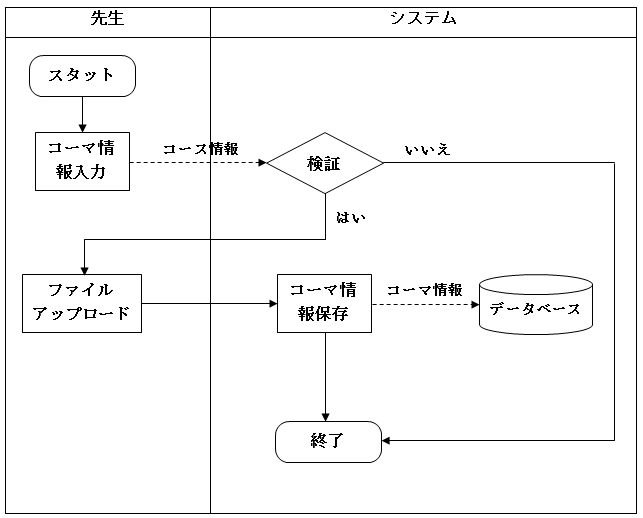 先生
システム
スタット
コーマ情
報入力
コース情報
検証
いいえ
はい
ファイル
アップロード
コーマ情
報保存
コーマ情報
データベース
終了